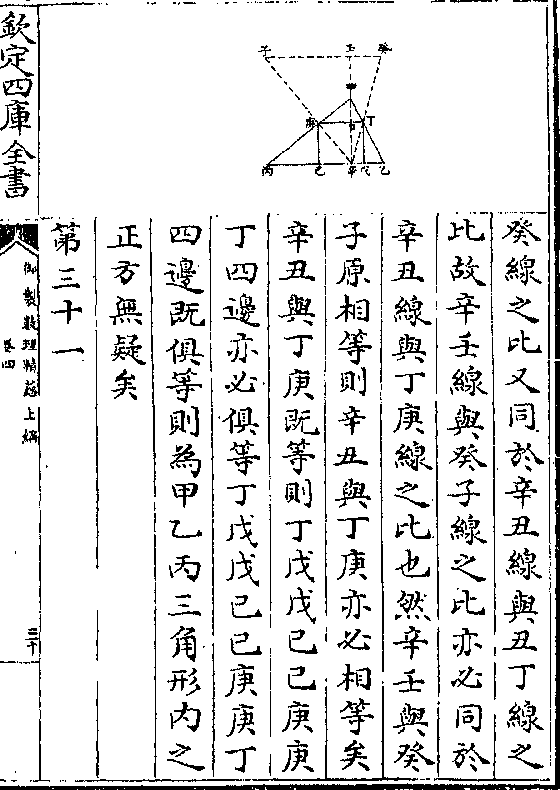 癸線之比又同於辛丑線與丑丁線之
比故辛壬線與癸子線之比亦必同於
辛丑線與丁庚線之比也然辛壬與癸
子原相等則辛丑與丁庚亦必相等矣
辛丑與丁庚既等則丁戊戊己己庚庚
丁四邊亦必俱等丁戊戊己己庚庚丁
四邊既俱等則為甲乙丙三角形内之
正方無疑矣
第三十一
子 壬 癸
甲
庚 丑 丁
丙 己 辛 戊 乙
欽定四庫全書
御製數理精蘊上編
卷四
三十